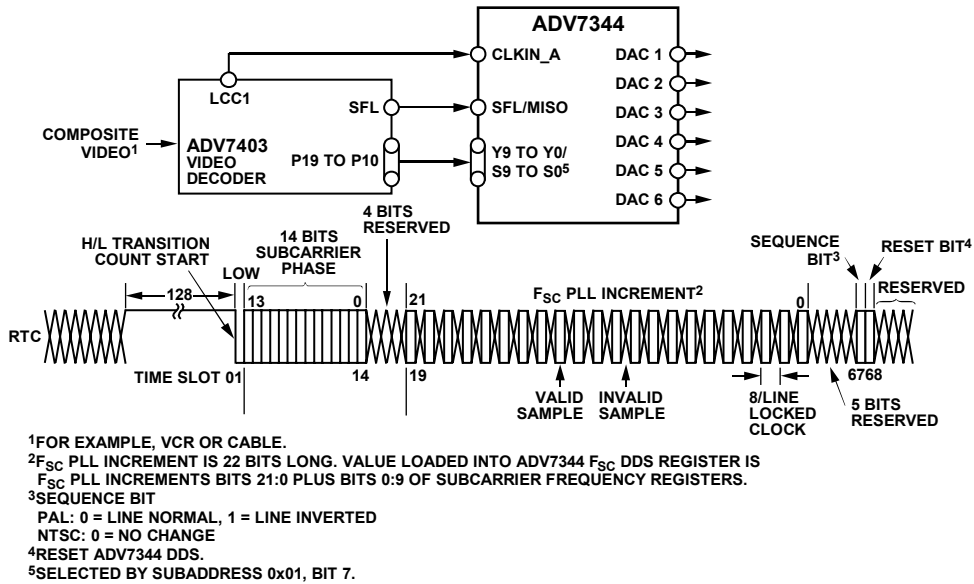 ADV7344
CLKIN_A
DAC 1
DAC 2
LCC1
SFL
SFL/MISO
DAC 3
COMPOSITE
VIDEO1
ADV7403
VIDEO
DECODER
P19 TO P10
Y9 TO Y0/
S9 TO S05
DAC 4
DAC 5
DAC 6
4 BITS
RESERVED
H/L TRANSITION
COUNT START
14 BITS
SUBCARRIER
PHASE
SEQUENCE
BIT3
RESET BIT4
RESERVED
LOW
128
13
0
21
FSC PLL INCREMENT2
0
RTC
TIME SLOT 01
14
19
6768
VALID
SAMPLE
INVALID
SAMPLE
8/LINE
LOCKED
CLOCK
5 BITS
RESERVED
1FOR EXAMPLE, VCR OR CABLE.
2FSC PLL INCREMENT IS 22 BITS LONG. VALUE LOADED INTO ADV7344 FSC DDS REGISTER IS
FSC PLL INCREMENTS BITS 21:0 PLUS BITS 0:9 OF SUBCARRIER FREQUENCY REGISTERS.
3SEQUENCE BIT
PAL: 0 = LINE NORMAL, 1 = LINE INVERTED
NTSC: 0 = NO CHANGE
4RESET ADV7344 DDS.
5SELECTED BY SUBADDRESS 0x01, BIT 7.